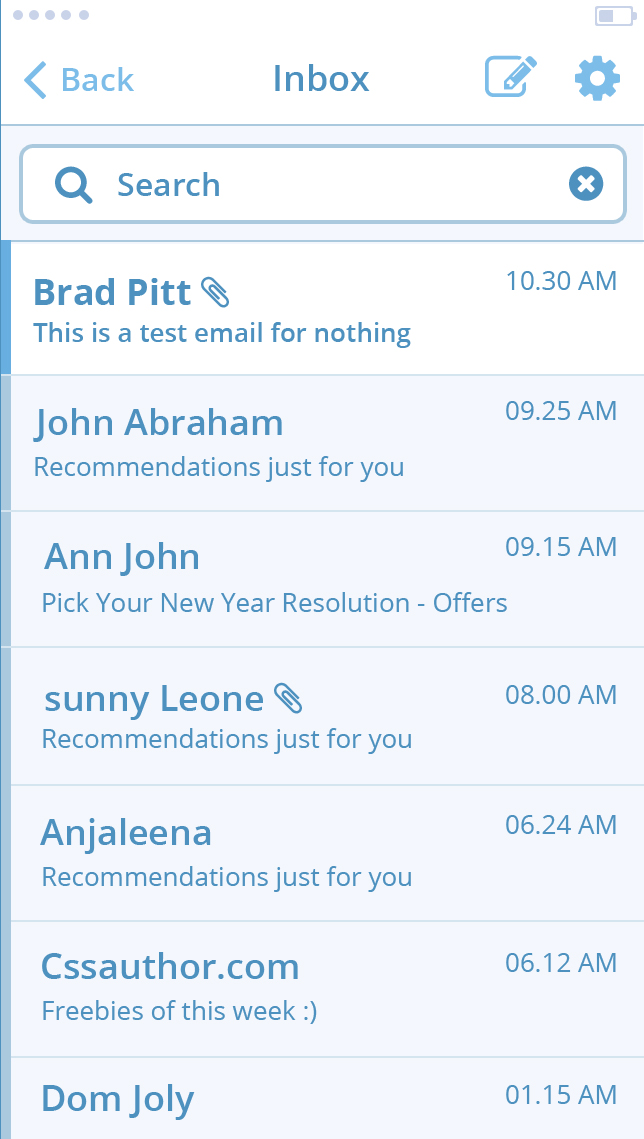 Back
Inbox
Search
Brad Pitt
10.30 AM
This is a test email for nothing
John Abraham
09.25 AM
Recommendations just for you
Ann John
09.15 AM
Pick Your New Year Resolution - Offers
sunny Leone
08.00 AM
Recommendations just for you
Anjaleena
06.24 AM
Recommendations just for you
Cssauthor.com
06.12 AM
Freebies of this week :)
Dom Joly
01.15 AM